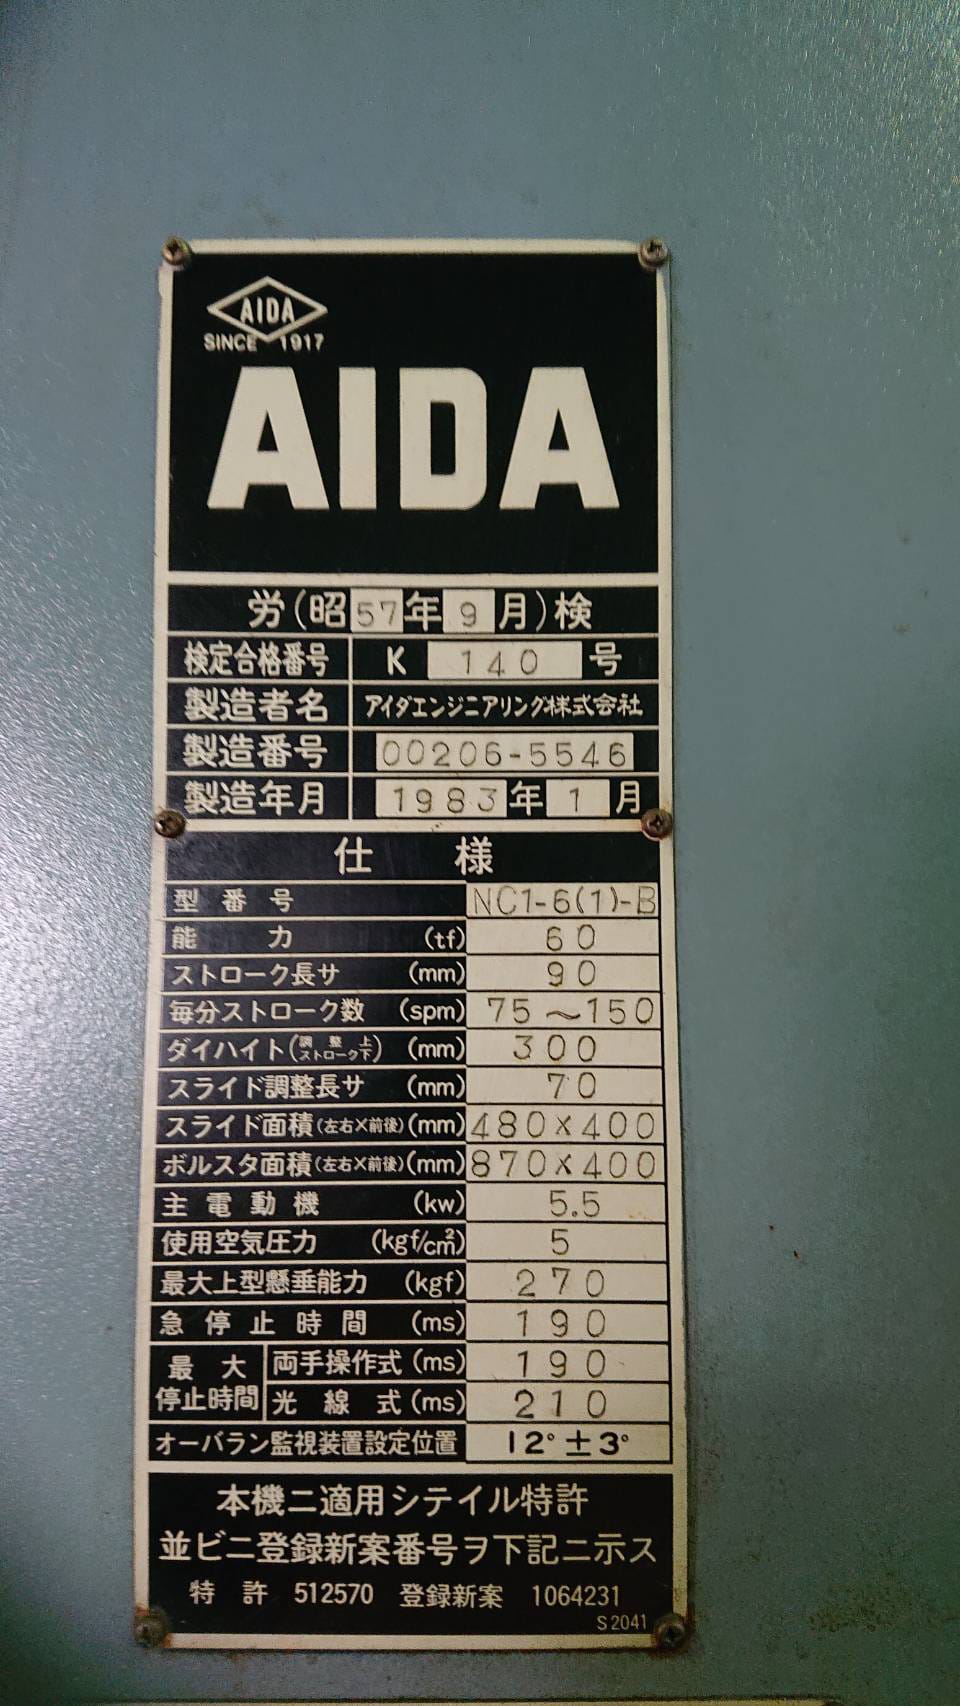 AIDA
SINCE 1917
AIDA
労(昭57年9月)検
検定合格番号 K 140 号
製造者名 アイダエンジニアリング株式会社
製造番号 00206-5546
製造年月 1983年1月
仕様
型番号 NC1-6(1)-B
能力 (tf) 60
ストローク長サ (mm) 90
毎分ストローク数 (spm) 75~150
ダイハイト(調整上 ストローク下) (mm) 300
スライド調整長サ (mm) 70
スライド面積(左右×前後)(mm) 480×400
ボルスタ面積(左右×前後)(mm) 870×400
主電動機 (kw) 5.5
使用空気圧力 (kgf/cm²) 5
最大上型懸垂能力 (kgf) 270
急停止時間 (ms) 190
最大停止時間 両手操作式 (ms) 190
光線式 (ms) 210
オーバラン監視装置設定位置 12°±3°
本機ニ適用シテイル特許
並ビニ登録新案番号ヲ下記ニ示ス
特許 512570 登録新案 1064231
S2041